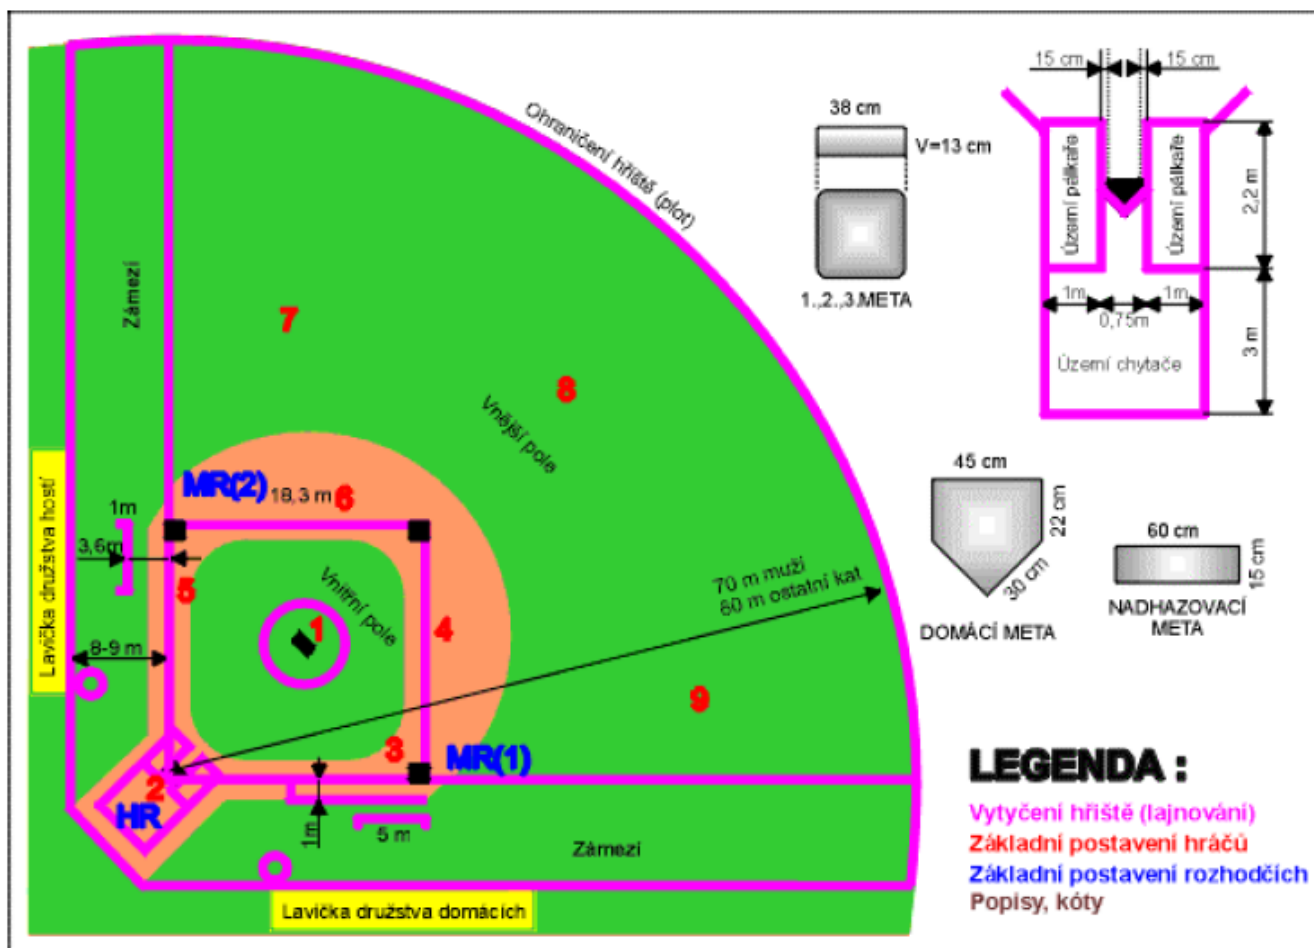 Ohraničení hřiště (plot)
Zámezí
7
8
Vnější pole
Lavička družstva hostí
MR(2)
18,3 m
6
1m
3,6m
5
Vnitřní pole
1
4
8-9 m
70 m muži
60 m ostatní kat
9
3
MR(1)
2
HR
1m
5 m
Zámezí
Lavička družstva domácích
38 cm
V=13 cm
1.,2.,3.META
15 cm
15 cm
Území pálkaře
Území pálkaře
2,2 m
1m
1m
0,75m
3 m
Území chytače
45 cm
22 cm
30 cm
DOMÁCÍ META
60 cm
15 cm
NADHAZOVACÍ
META
LEGENDA :
Vytyčení hřiště (lajnování)
Základní postavení hráčů
Základní postavení rozhodčích
Popisy, kóty